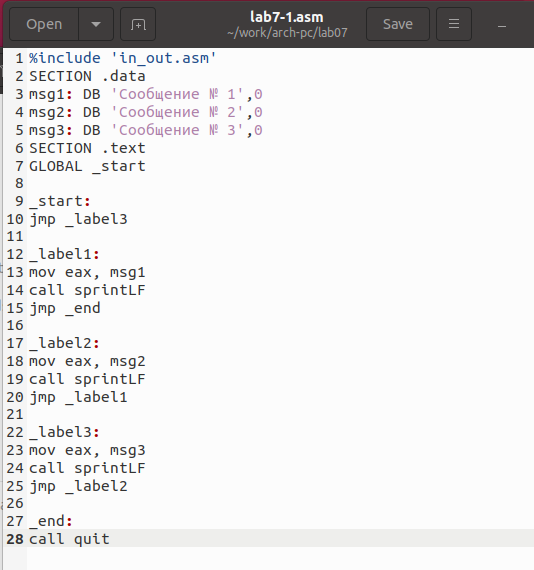 Open
lab7-1.asm
~/work/arch-pc/lab07
Save
1 %include 'in_out.asm'
2 SECTION .data
3 msg1: DB 'Сообщение № 1',0
4 msg2: DB 'Сообщение № 2',0
5 msg3: DB 'Сообщение № 3',0
6 SECTION .text
7 GLOBAL _start
8
9 _start:
10 jmp _label3
11
12 _label1:
13 mov eax, msg1
14 call sprintLF
15 jmp _end
16
17 _label2:
18 mov eax, msg2
19 call sprintLF
20 jmp _label1
21
22 _label3:
23 mov eax, msg3
24 call sprintLF
25 jmp _label2
26
27 _end:
28 call quit